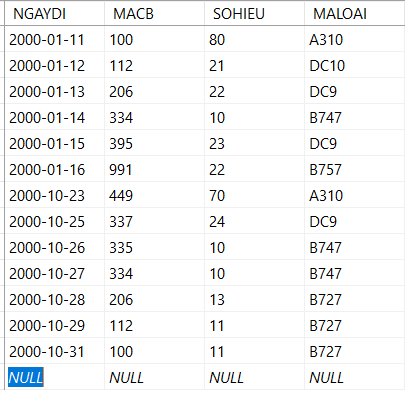 NGAYDI MACB SOHIEU MALOAI
2000-01-11 100 80 A310
2000-01-12 112 21 DC10
2000-01-13 206 22 DC9
2000-01-14 334 10 B747
2000-01-15 395 23 DC9
2000-01-16 991 22 B757
2000-10-23 449 70 A310
2000-10-25 337 24 DC9
2000-10-26 335 10 B747
2000-10-27 334 10 B747
2000-10-28 206 13 B727
2000-10-29 112 11 B727
2000-10-31 100 11 B727
NULL NULL NULL NULL